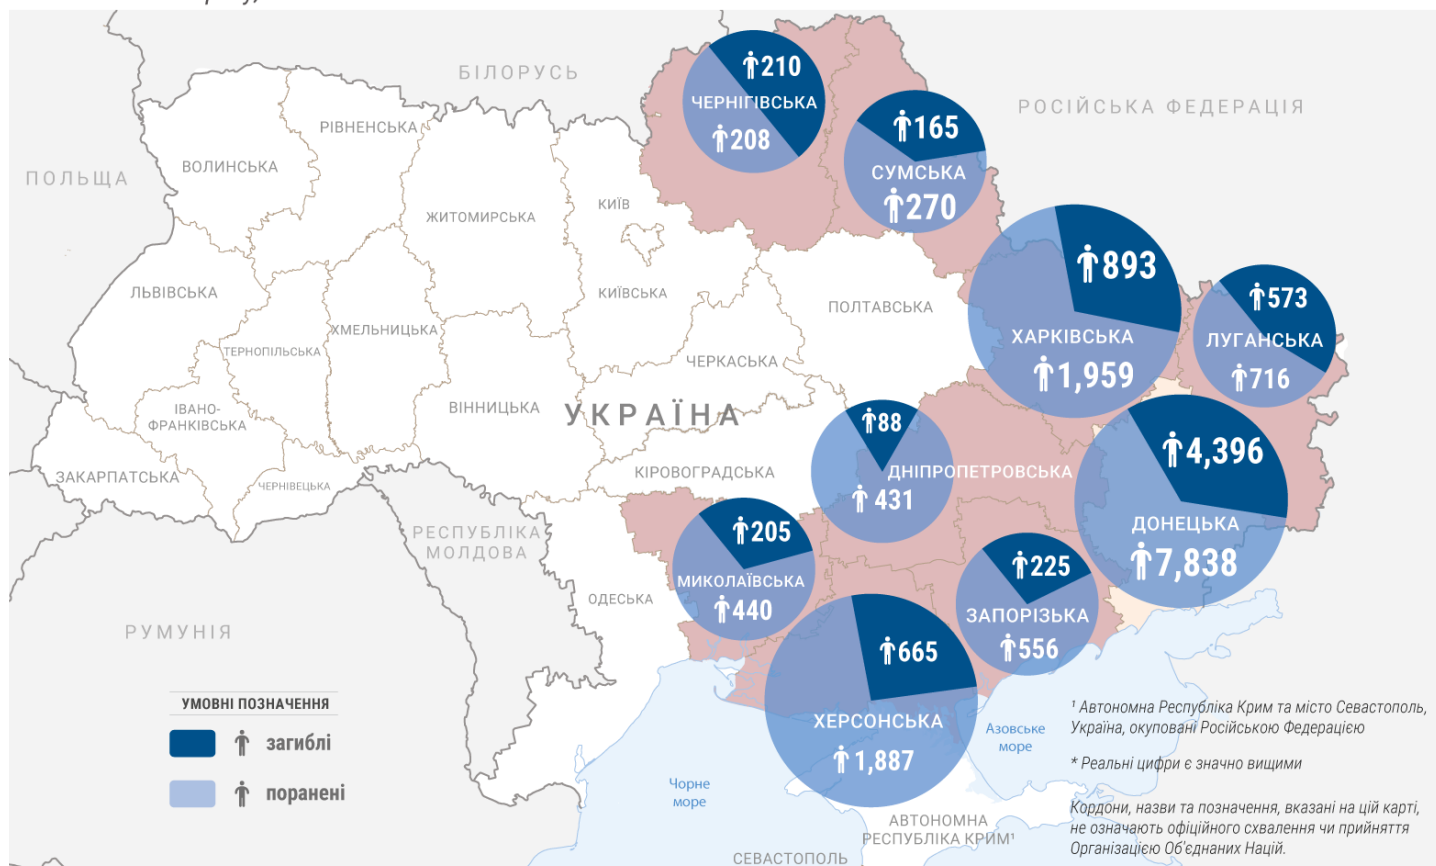 БІЛОРУСЬ
РОСІЙСЬКА ФЕДЕРАЦІЯ
ПОЛЬЩА
ВОЛИНСЬКА
РІВНЕНСЬКА
ЖИТОМИРСЬКА
КИЇВ
КИЇВСЬКА
210
ЧЕРНІГІВСЬКА
208
165
СУМСЬКА
270
ЛЬВІВСЬКА
ТЕРНОПІЛЬСЬКА
ХМЕЛЬНИЦЬКА
ПОЛТАВСЬКА
ЧЕРКАСЬКА
893
ХАРКІВСЬКА
1,959
573
ЛУГАНСЬКА
716
ІВАНО-
ФРАНКІВСЬКА
ВІННИЦЬКА
УКРАЇНА
ЗАКАРПАТСЬКА
ЧЕРНІВЕЦЬКА
КІРОВОГРАДСЬКА
88
ДНІПРОПЕТРОВСЬКА
431
4,396
ДОНЕЦЬКА
7,838
РЕСПУБЛІКА
МОЛДОВА
ОДЕСЬКА
205
МИКОЛАЇВСЬКА
440
225
ЗАПОРІЗЬКА
556
РУМУНІЯ
665
ХЕРСОНСЬКА
1,887
Азовське
море
Чорне
море
АВТОНОМНА
РЕСПУБЛІКА КРИМ¹
СЕВАСТОПОЛЬ
УМОВНІ ПОЗНАЧЕННЯ
загиблі
поранені
¹ Автономна Республіка Крим та місто Севастополь,
Україна, окуповані Російською Федерацією
* Реальні цифри є значно вищими
Кордони, назви та позначення, вказані на цій карті,
не означають офіційного схвалення чи прийняття
Організацією Об'єднаних Націй.